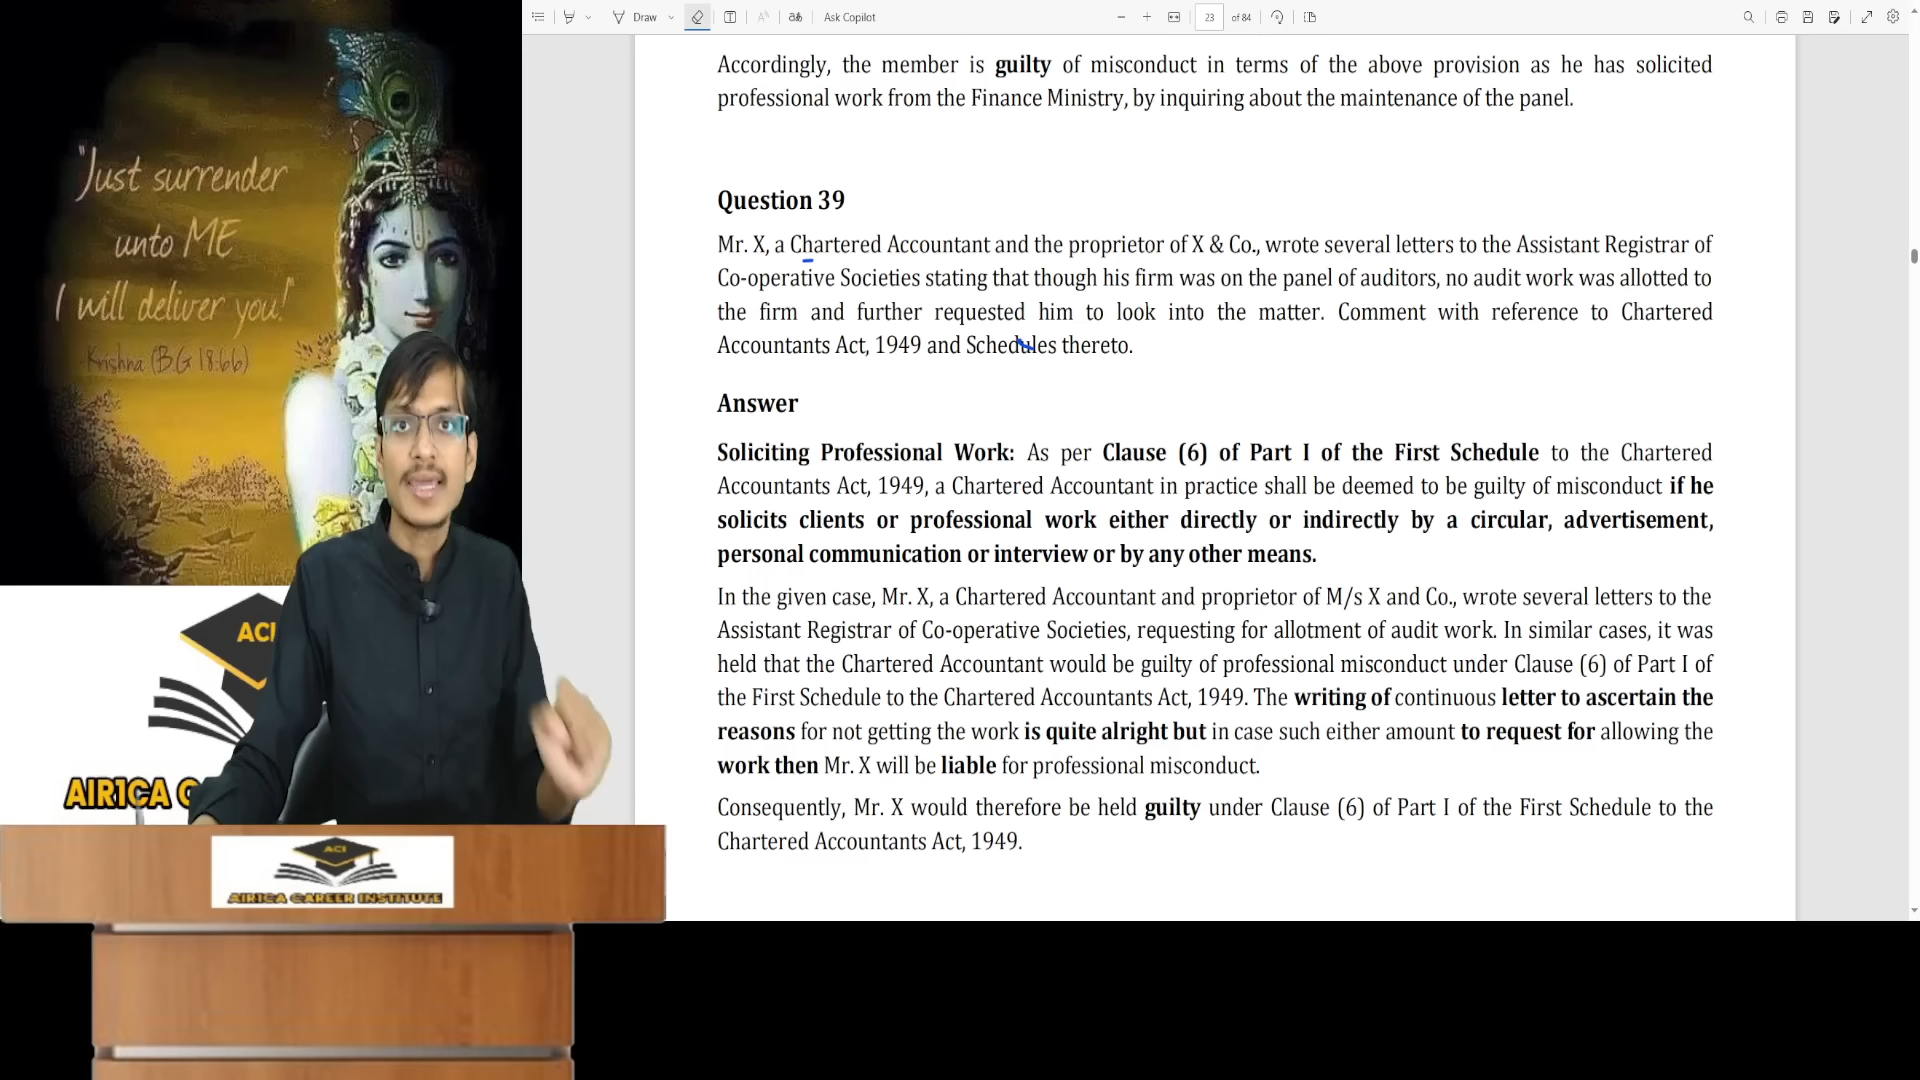 Draw
Ask Copilot
23
of 84
Accordingly, the member is guilty of misconduct in terms of the above provision as he has solicited
professional work from the Finance Ministry, by inquiring about the maintenance of the panel.
Question 39
Mr. X, a Chartered Accountant and the proprietor of X & Co., wrote several letters to the Assistant Registrar of
Co-operative Societies stating that though his firm was on the panel of auditors, no audit work was allotted to
the firm and further requested him to look into the matter. Comment with reference to Chartered
Accountants Act, 1949 and Schedules thereto.
Answer
Soliciting Professional Work: As per Clause (6) of Part I of the First Schedule to the Chartered
Accountants Act, 1949, a Chartered Accountant in practice shall be deemed to be guilty of misconduct if he
solicits clients or professional work either directly or indirectly by a circular, advertisement,
personal communication or interview or by any other means.
In the given case, Mr. X, a Chartered Accountant and proprietor of M/s X and Co., wrote several letters to the
Assistant Registrar of Co-operative Societies, requesting for allotment of audit work. In similar cases, it was
held that the Chartered Accountant would be guilty of professional misconduct under Clause (6) of Part I of
the First Schedule to the Chartered Accountants Act, 1949. The writing of continuous letter to ascertain the
reasons for not getting the work is quite alright but in case such either amount to request for allowing the
work then Mr. X will be liable for professional misconduct.
Consequently, Mr. X would therefore be held guilty under Clause (6) of Part I of the First Schedule to the
Chartered Accountants Act, 1949.
"Just surrender
unto ME
I will deliver you!"
Krishna (B.G 18:66)
ACI
AIR1CA C
ACI
AIR1CA CAREER INSTITUTE